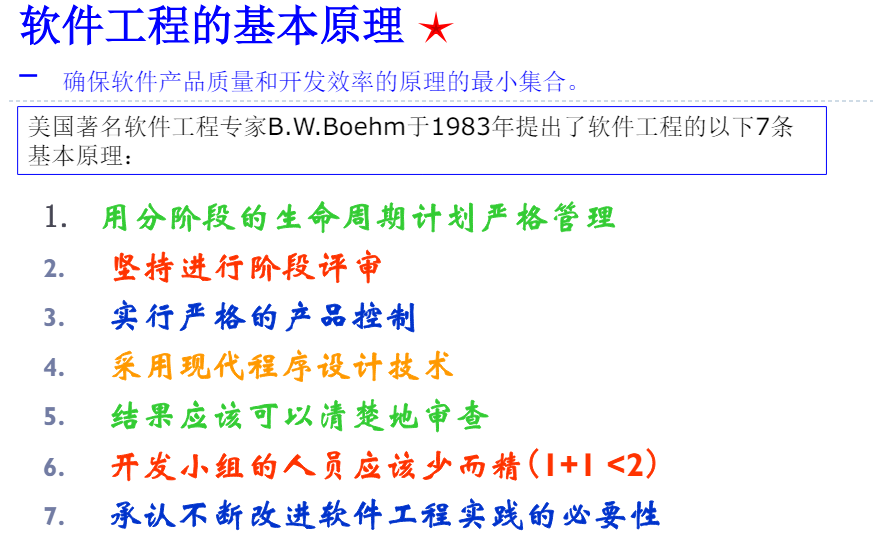 软件工程的基本原理 ★
– 确保软件产品质量和开发效率的原理的最小集合。
美国著名软件工程专家B.W.Boehm于1983年提出了软件工程的以下7条
基本原理：
1. 用分阶段的生命周期计划严格管理
2. 坚持进行阶段评审
3. 实行严格的产品控制
4. 采用现代程序设计技术
5. 结果应该可以清楚地审查
6. 开发小组的人员应该少而精(1+1 <2)
7. 承认不断改进软件工程实践的必要性